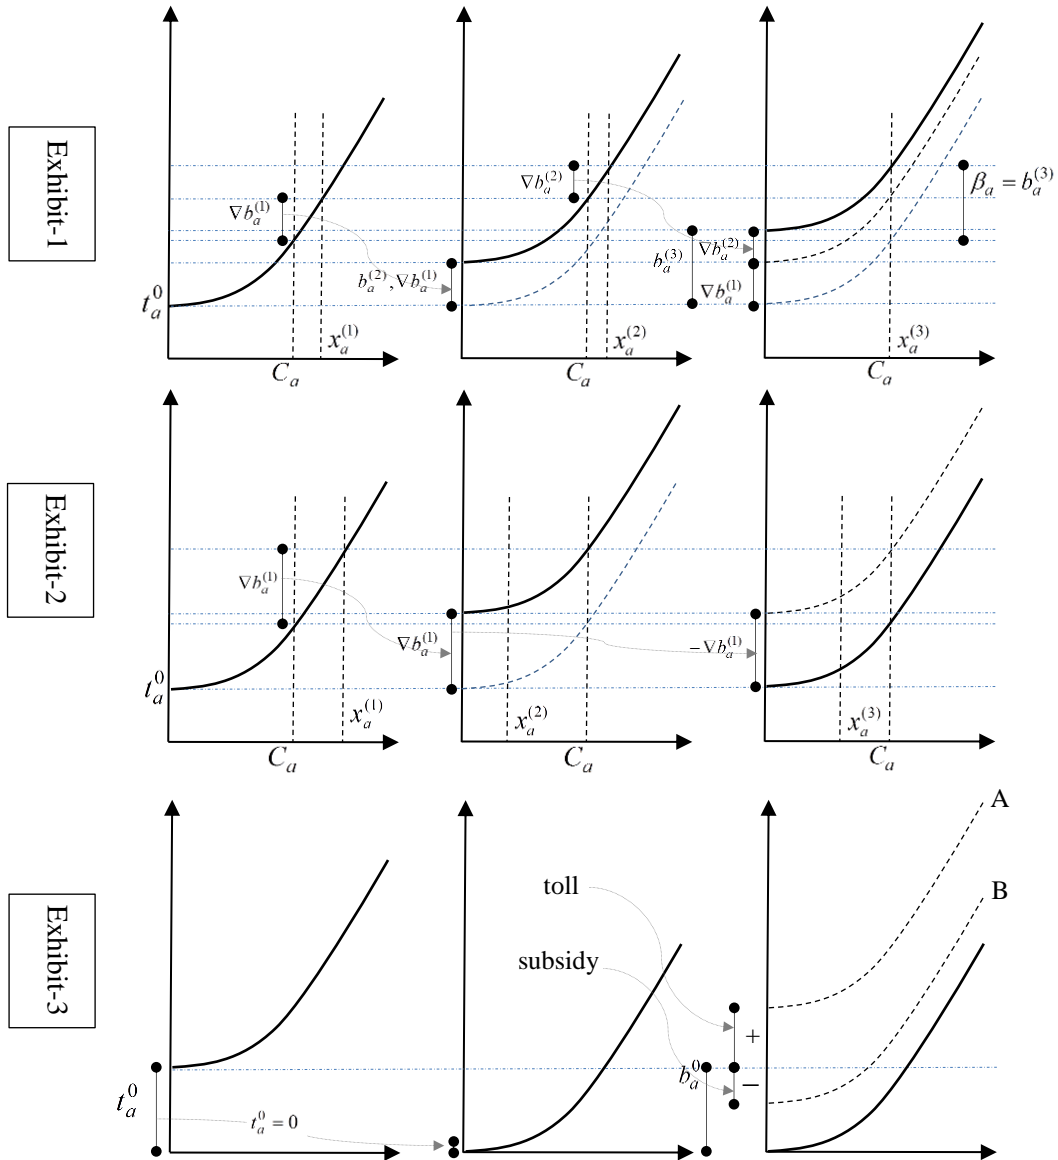 Exhibit-1
∇b_a^(1)
t_a^0
x_a^(1)
C_a
∇b_a^(2)
b_a^(2),∇b_a^(1)
x_a^(2)
C_a
b_a^(3)
∇b_a^(2)
∇b_a^(1)
β_a = b_a^(3)
x_a^(3)
C_a
Exhibit-2
∇b_a^(1)
t_a^0
x_a^(1)
C_a
∇b_a^(1)
x_a^(2)
C_a
−∇b_a^(1)
x_a^(3)
C_a
Exhibit-3
t_a^0
t_a^0 = 0
toll
subsidy
b_a^0
+
−
A
B